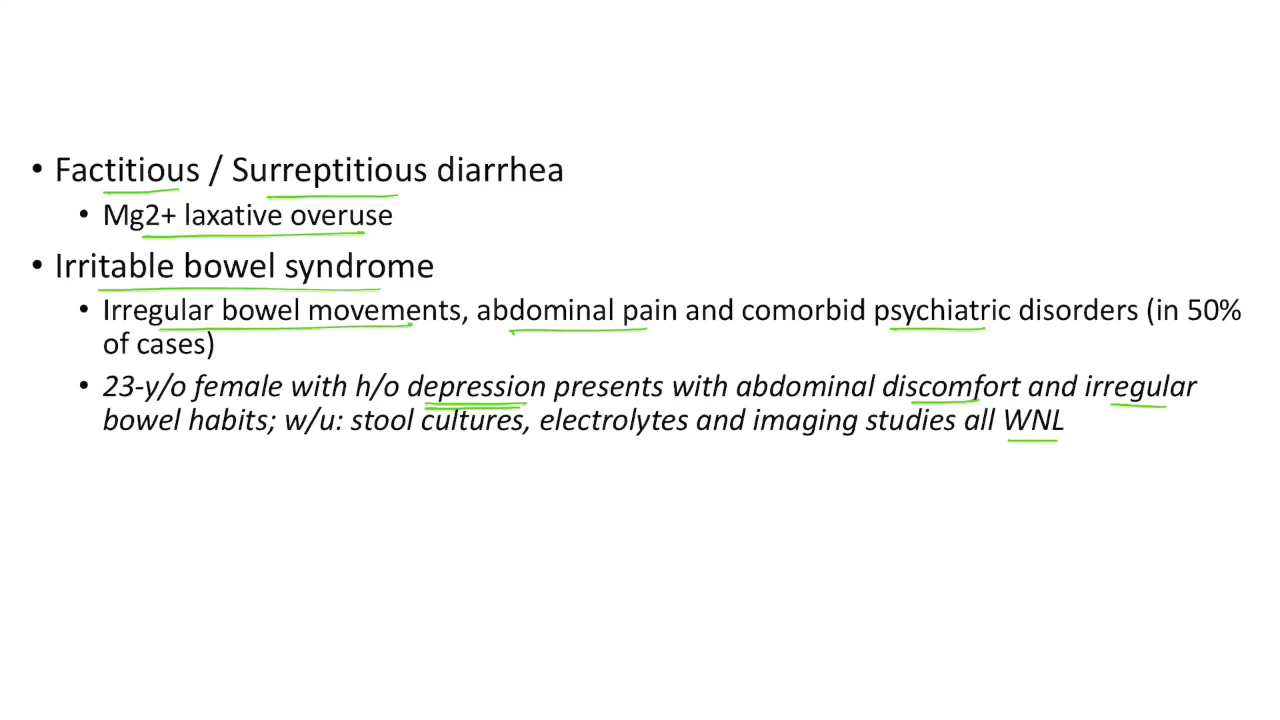 • Factitious / Surreptitious diarrhea
• Mg2+ laxative overuse
• Irritable bowel syndrome
• Irregular bowel movements, abdominal pain and comorbid psychiatric disorders (in 50%
of cases)
• 23-y/o female with h/o depression presents with abdominal discomfort and irregular
bowel habits; w/u: stool cultures, electrolytes and imaging studies all WNL